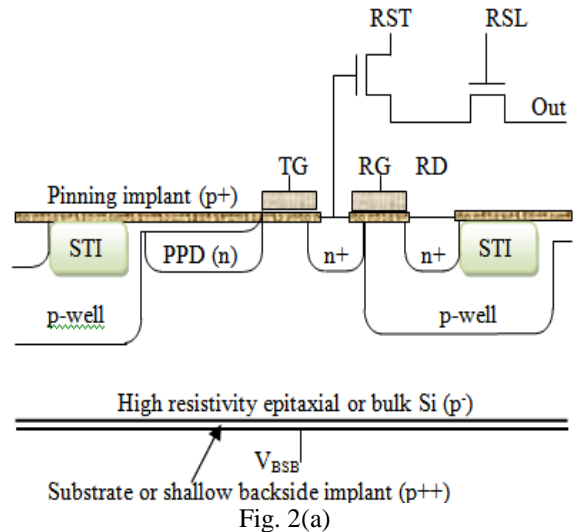 RST RSL
Out
TG RG RD
Pinning implant (p+)
STI PPD (n) n+ n+ STI
p-well p-well
High resistivity epitaxial or bulk Si (p-)
VBSB
Substrate or shallow backside implant (p++)
Fig. 2(a)